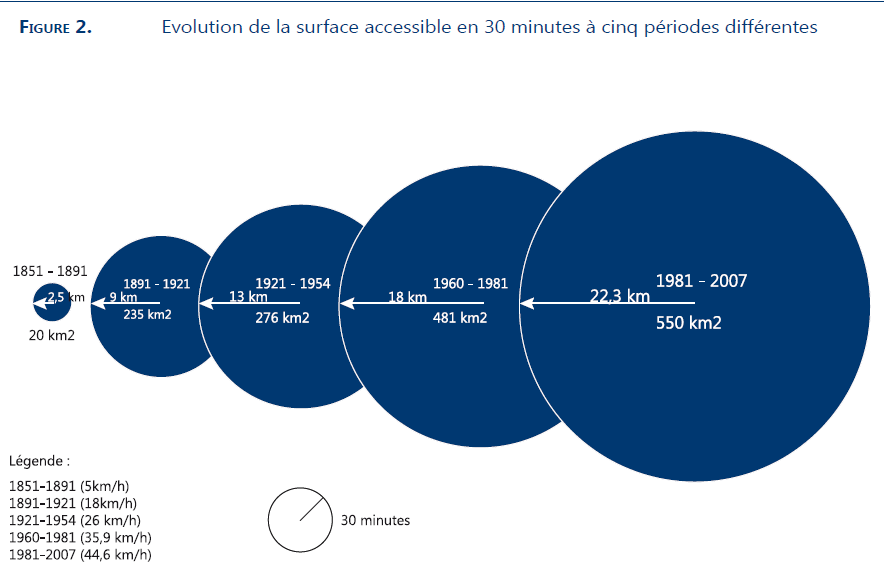 FIGURE 2. Evolution de la surface accessible en 30 minutes à cinq périodes différentes
1851 - 1891
2,5 km
20 km2
1891 - 1921
9 km
235 km2
1921 - 1954
13 km
276 km2
1960 - 1981
18 km
481 km2
1981 - 2007
22,3 km
550 km2
Légende :
1851-1891 (5km/h)
1891-1921 (18km/h)
1921-1954 (26 km/h)
1960-1981 (35,9 km/h)
1981-2007 (44,6 km/h)
30 minutes